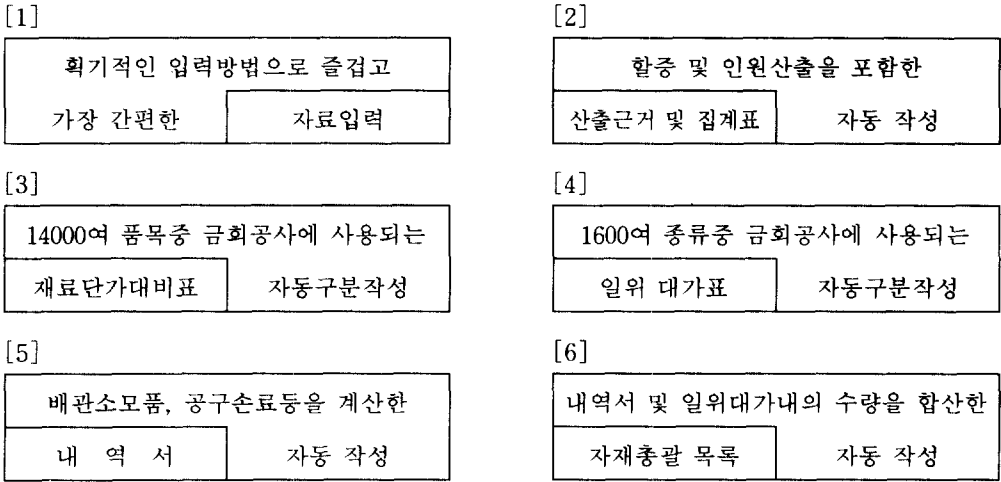 [1]
획기적인 입력방법으로 즐겁고
가장 간편한 자료입력
[2]
할증 및 인원산출을 포함한
산출근거 및 집계표 자동 작성
[3]
14000여 품목중 금회공사에 사용되는
재료단가대비표 자동구분작성
[4]
1600여 종류중 금회공사에 사용되는
일위 대가표 자동구분작성
[5]
배관소모품, 공구손료등을 계산한
내 역 서 자동 작성
[6]
내역서 및 일위대가내의 수량을 합산한
자재총괄 목록 자동 작성